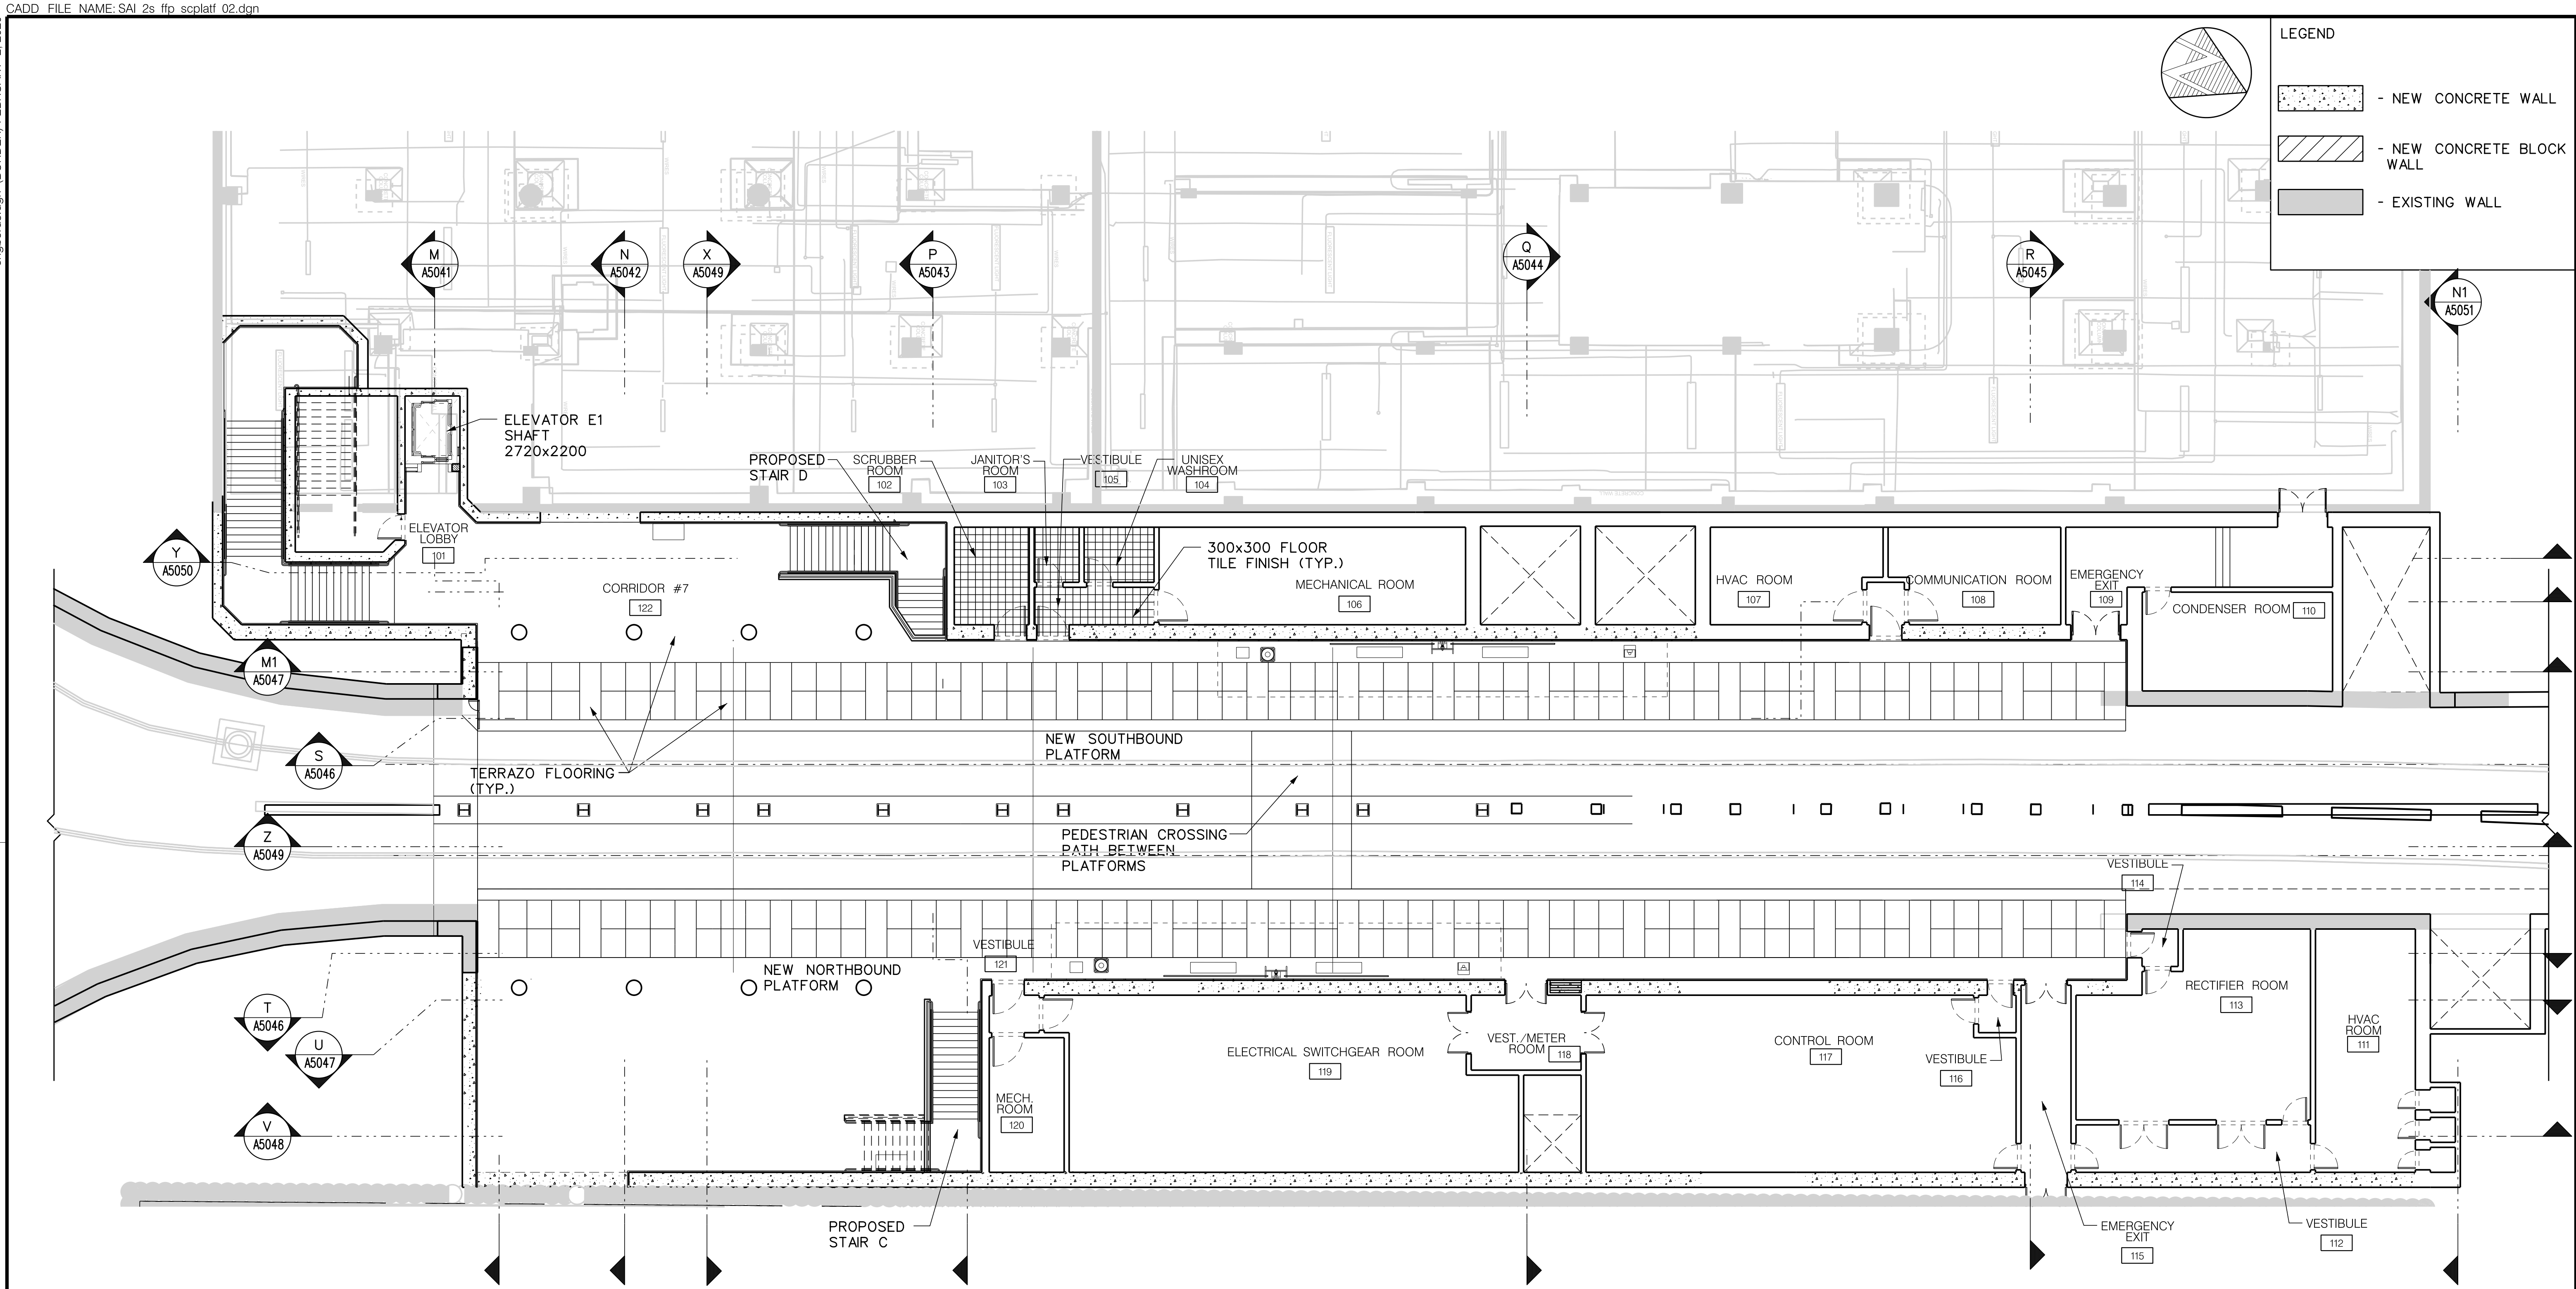 CADD FILE NAME: SAI_2s_ffp_scplatf_02.dgn
LEGEND
- NEW CONCRETE WALL
- NEW CONCRETE BLOCK
WALL
- EXISTING WALL
M
A5041
N
A5042
X
A5049
P
A5043
Q
A5044
R
A5045
N1
A5051
ELEVATOR E1
SHAFT
2720x2200
PROPOSED
STAIR D
SCRUBBER
ROOM
102
JANITOR'S
ROOM
103
VESTIBULE
105
UNISEX
WASHROOM
104
ELEVATOR
LOBBY
101
Y
A5050
300x300 FLOOR
TILE FINISH (TYP.)
CORRIDOR #7
122
MECHANICAL ROOM
106
HVAC ROOM
107
COMMUNICATION ROOM
108
EMERGENCY
EXIT
109
CONDENSER ROOM
110
M1
A5047
S
A5046
TERRAZO FLOORING
(TYP.)
NEW SOUTHBOUND
PLATFORM
PEDESTRIAN CROSSING
PATH BETWEEN
PLATFORMS
Z
A5049
VESTIBULE
114
VESTIBULE
121
NEW NORTHBOUND
PLATFORM
T
A5046
U
A5047
V
A5048
RECTIFIER ROOM
113
HVAC
ROOM
111
ELECTRICAL SWITCHGEAR ROOM
119
VEST./METER
ROOM
118
CONTROL ROOM
117
VESTIBULE
116
MECH.
ROOM
120
PROPOSED
STAIR C
EMERGENCY
EXIT
115
VESTIBULE
112
CONCRETE WALL